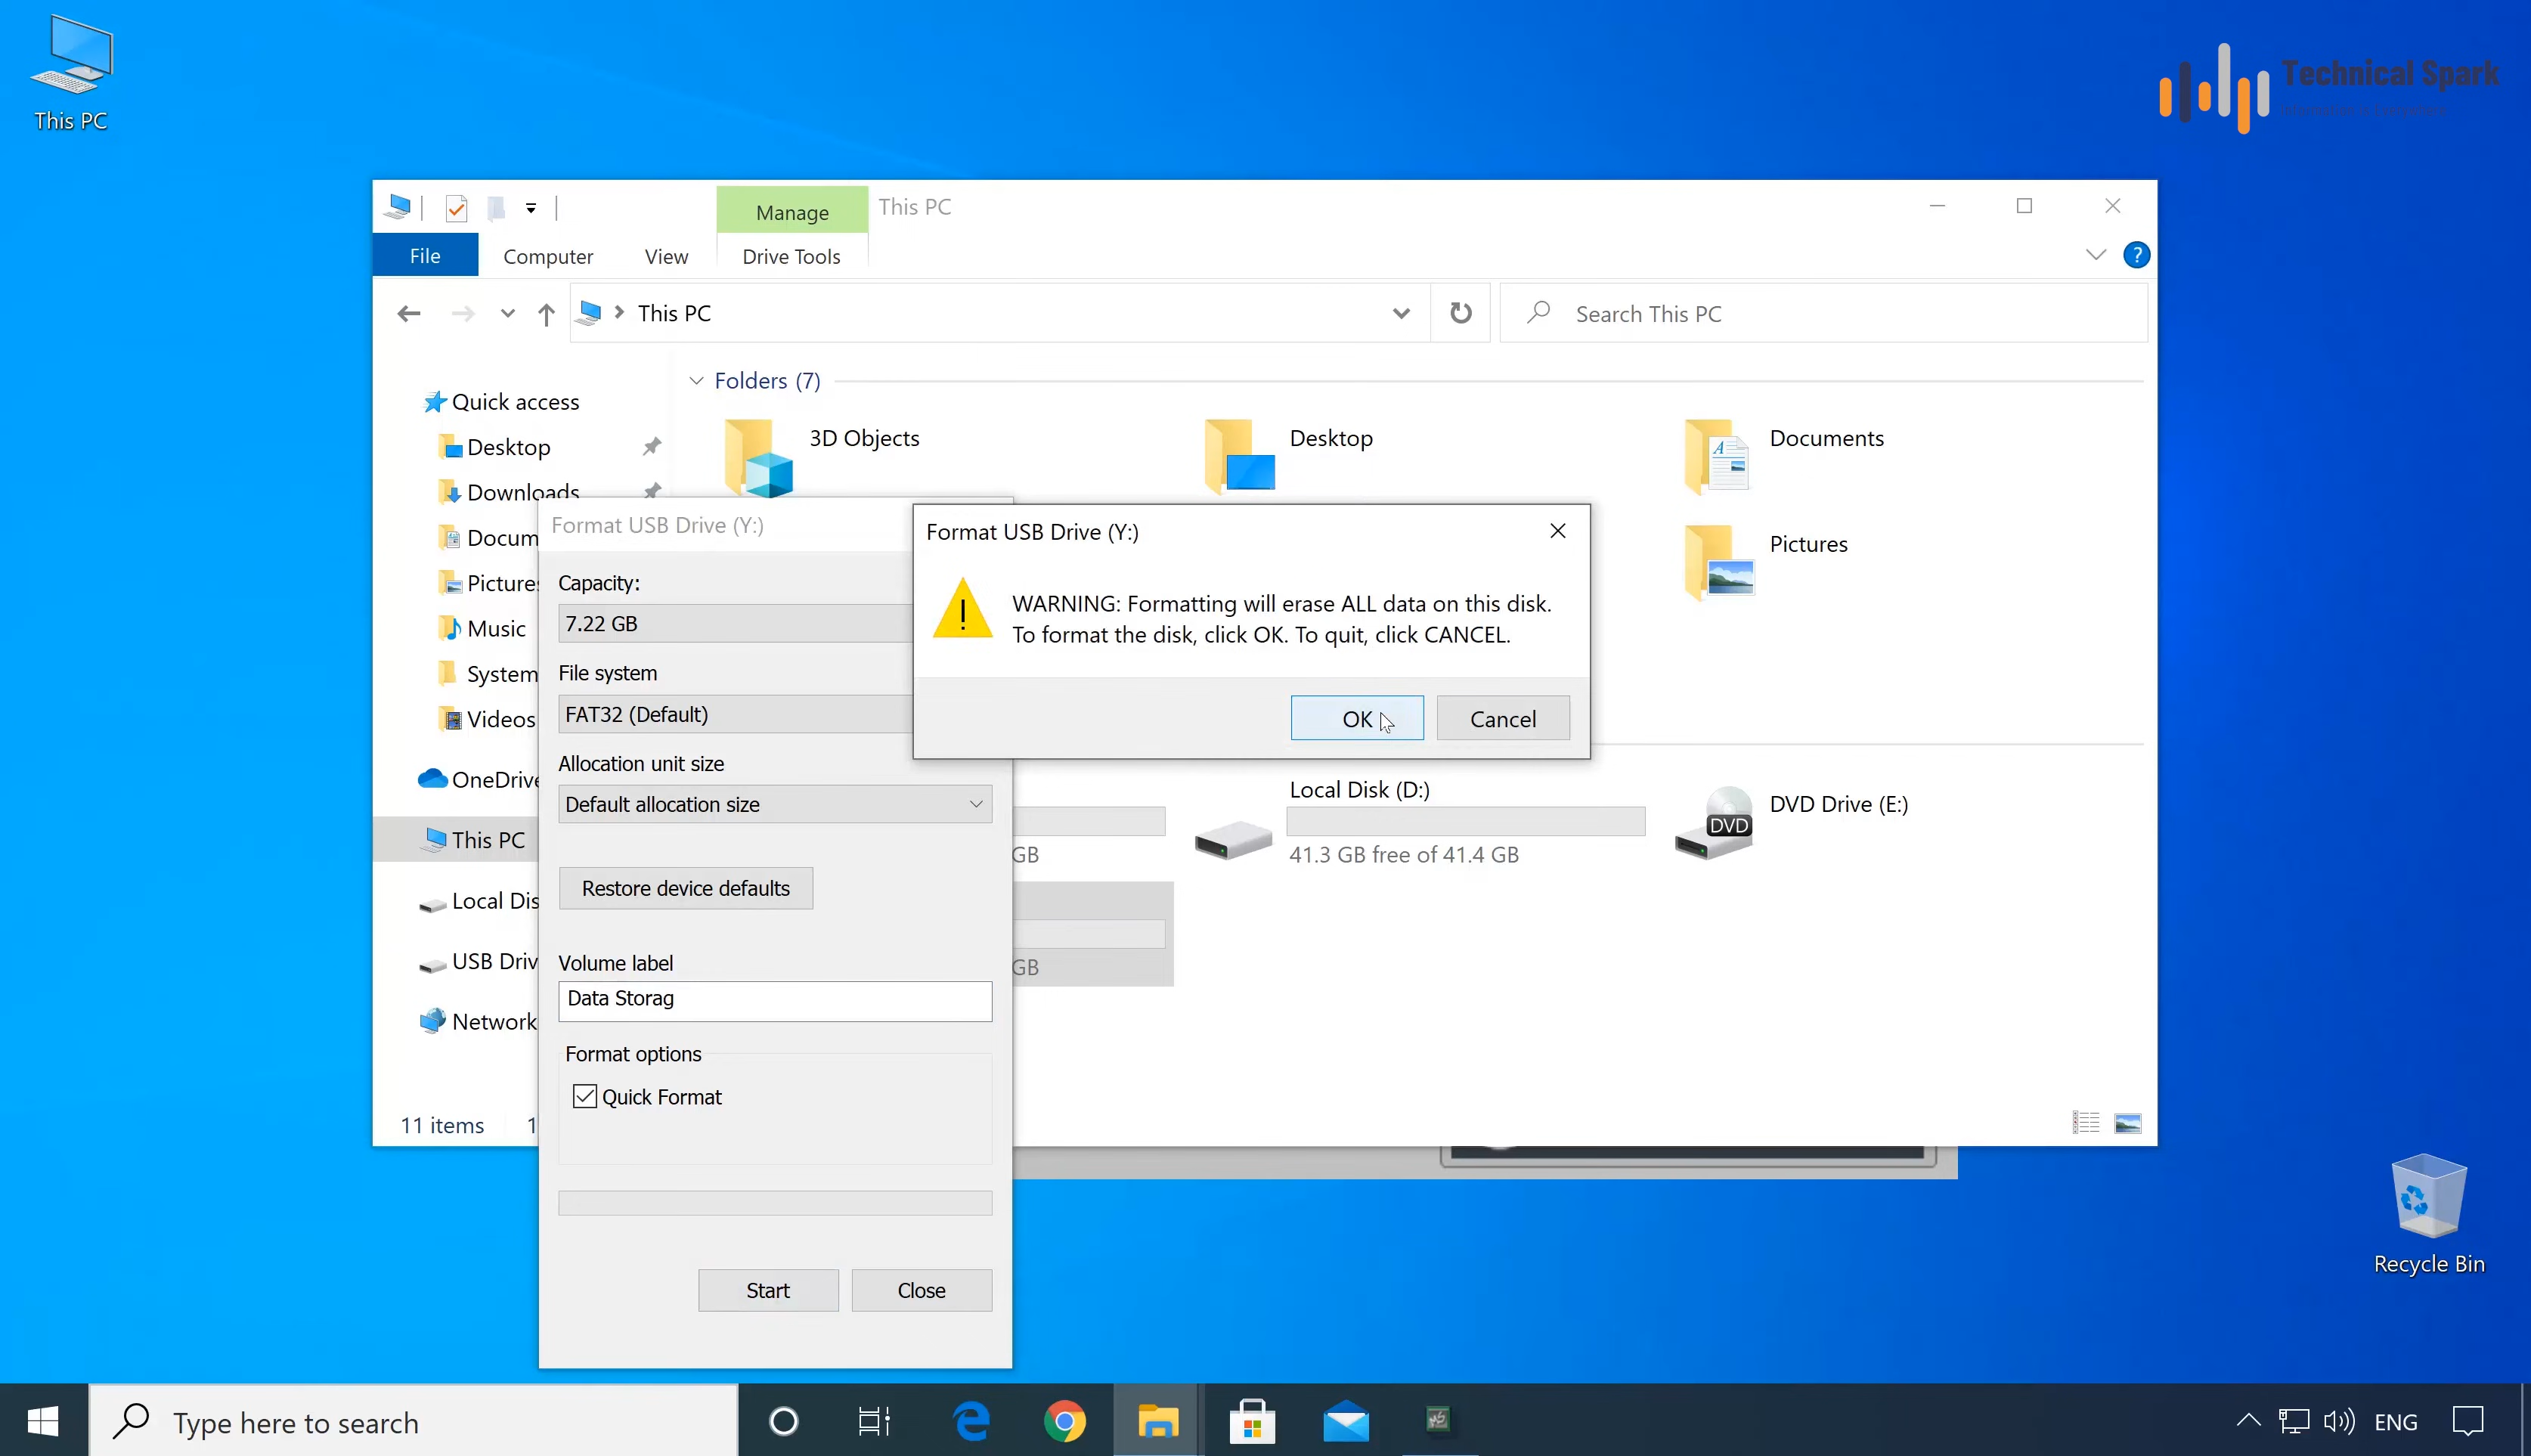 This PC
Technical Spark
Manage
This PC
File
Computer
View
Drive Tools
?
This PC
Search This PC
Quick access
Desktop
Downloads
Docum
Pictures
Music
System
Videos
OneDrive
This PC
Local Dis
USB Driv
Network
Folders (7)
3D Objects
Desktop
Documents
Pictures
Format USB Drive (Y:)
Capacity:
7.22 GB
File system
FAT32 (Default)
Allocation unit size
Default allocation size
Restore device defaults
Volume label
Data Storag
Format options
Quick Format
Start
Close
Format USB Drive (Y:)
WARNING: Formatting will erase ALL data on this disk.
To format the disk, click OK. To quit, click CANCEL.
OK
Cancel
GB
Local Disk (D:)
41.3 GB free of 41.4 GB
DVD
DVD Drive (E:)
GB
11 items
1
Recycle Bin
Type here to search
ENG